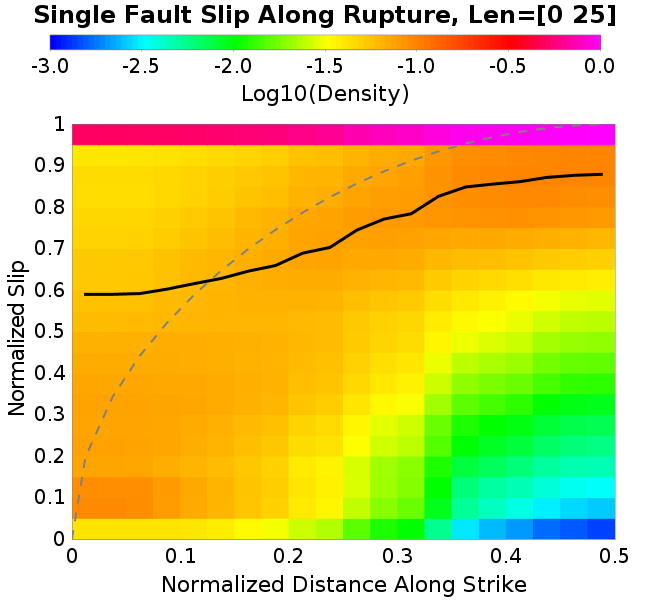 Single Fault Slip Along Rupture, Len=[0 25]
-3.0 -2.5 -2.0 -1.5 -1.0 -0.5 0.0
Log10(Density)
1
0.9
0.8
0.7
0.6
0.5
0.4
0.3
0.2
0.1
0
Normalized Slip
0 0.1 0.2 0.3 0.4 0.5
Normalized Distance Along Strike